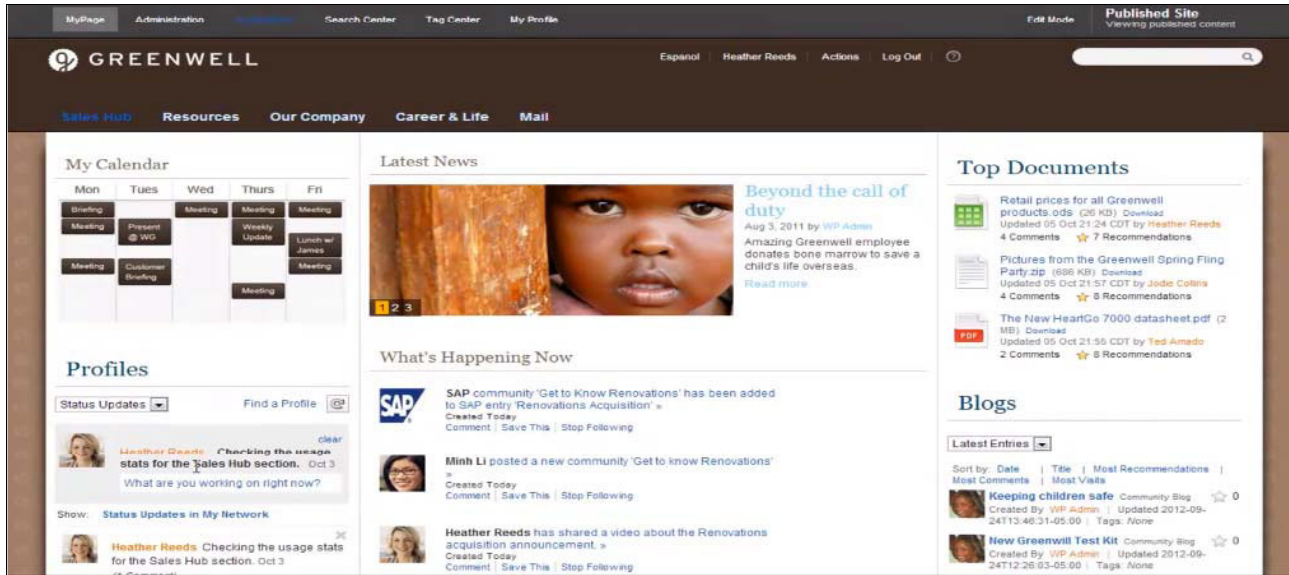 MyPage Administration Search Center Tag Center My Profile Edit Mode Published Site
Viewing published content
GREENWELL
Espanol Heather Reeds Actions Log Out
Sales Hub Resources Our Company Career & Life Mail
My Calendar
Mon Tues Wed Thurs Fri
Briefing Meeting Meeting Meeting
Meeting Present @ WG Weekly Update Lunch w/ James
Meeting Customer Briefing Meeting
Meeting
Profiles
Status Updates Find a Profile @
clear
Heather Reeds Checking the usage
stats for the Sales Hub section. Oct 3
What are you working on right now?
Show: Status Updates in My Network
Heather Reeds Checking the usage stats
for the Sales Hub section. Oct 3
(1 Comment)
Latest News
Beyond the call of
duty
Aug 3, 2011 by WP Admin
Amazing Greenwell employee
donates bone marrow to save a
child's life overseas.
Read more
1 2 3
What's Happening Now
SAP
SAP community 'Get to Know Renovations' has been added
to SAP entry 'Renovations Acquisition' »
Created Today
Comment | Save This | Stop Following
Minh Li posted a new community 'Get to know Renovations'
»
Created Today
Comment | Save This | Stop Following
Heather Reeds has shared a video about the Renovations
acquisition announcement. »
Created Today
Comment | Save This | Stop Following
Top Documents
Retail prices for all Greenwell
products.ods (26 KB) Download
Updated 05 Oct 21:24 CDT by Heather Reeds
4 Comments 7 Recommendations
Pictures from the Greenwell Spring Fling
Party.zip (686 KB) Download
Updated 05 Oct 21:57 CDT by Jodie Collins
4 Comments 8 Recommendations
PDF
The New HeartGo 7000 datasheet.pdf (2
MB) Download
Updated 05 Oct 21:55 CDT by Ted Amado
2 Comments 8 Recommendations
Blogs
Latest Entries
Sort by: Date | Title | Most Recommendations |
Most Comments | Most Visits
Keeping children safe Community Blog 0
Created By WP Admin | Updated 2012-09-
24T13:46:31-05:00 | Tags: None
New Greenwill Test Kit Community Blog 0
Created By WP Admin | Updated 2012-09-
24T12:26:03-05:00 | Tags: None